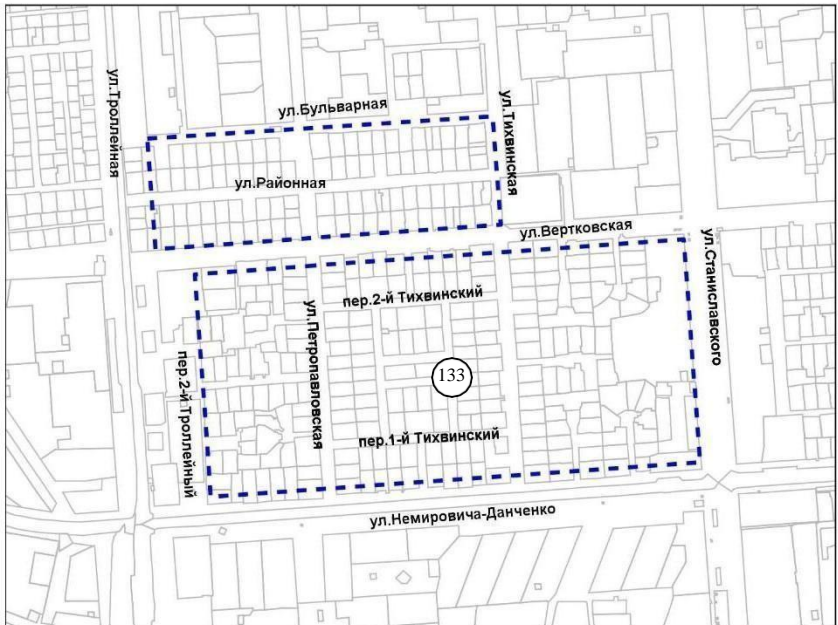 ул.Троллейная
ул.Бульварная
ул.Тихвинская
ул.Районная
ул.Вертковская
ул.Станиславского
пер.2-й Тихвинский
ул.Петропавловская
пер.2-й Троллейный
133
пер.1-й Тихвинский
ул.Немировича-Данченко